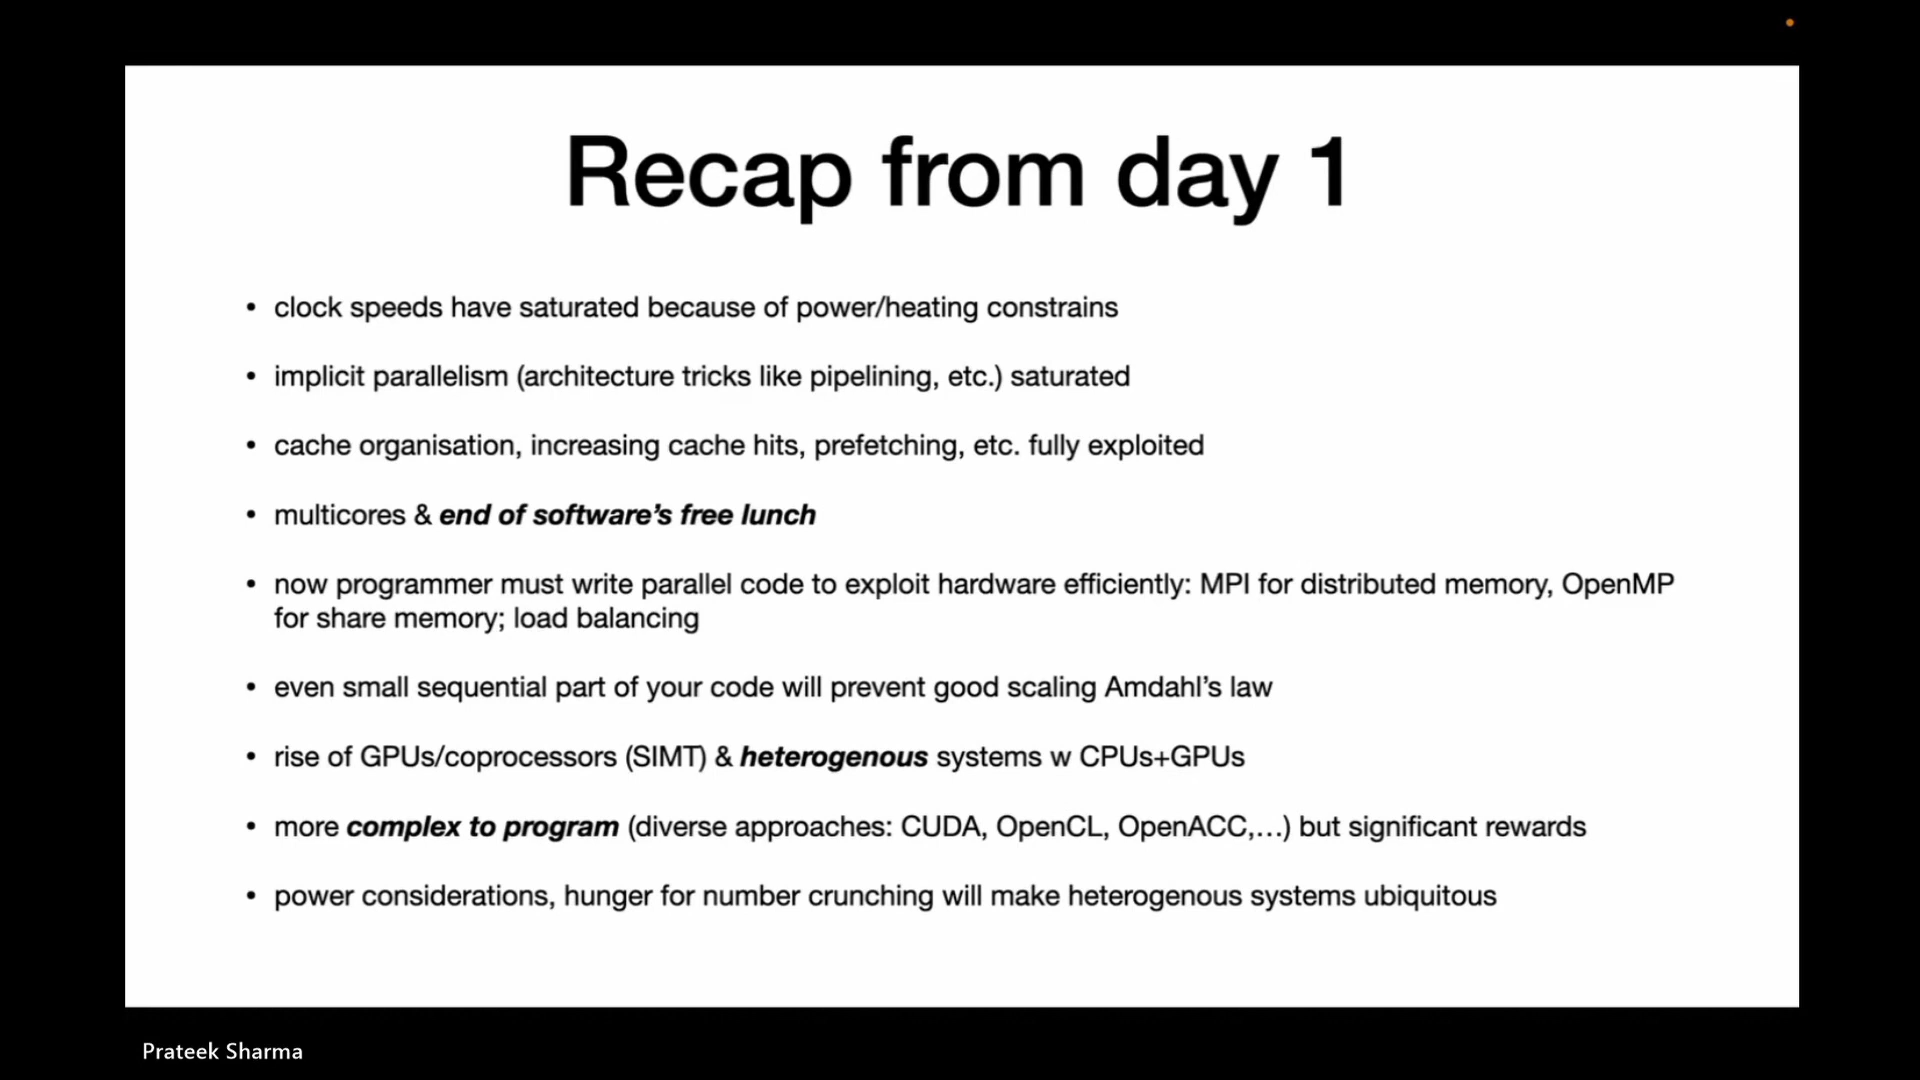 Recap from day 1
• clock speeds have saturated because of power/heating constrains
• implicit parallelism (architecture tricks like pipelining, etc.) saturated
• cache organisation, increasing cache hits, prefetching, etc. fully exploited
• multicores & end of software’s free lunch
• now programmer must write parallel code to exploit hardware efficiently: MPI for distributed memory, OpenMP
for share memory; load balancing
• even small sequential part of your code will prevent good scaling Amdahl’s law
• rise of GPUs/coprocessors (SIMT) & heterogenous systems w CPUs+GPUs
• more complex to program (diverse approaches: CUDA, OpenCL, OpenACC,…) but significant rewards
• power considerations, hunger for number crunching will make heterogenous systems ubiquitous
Prateek Sharma